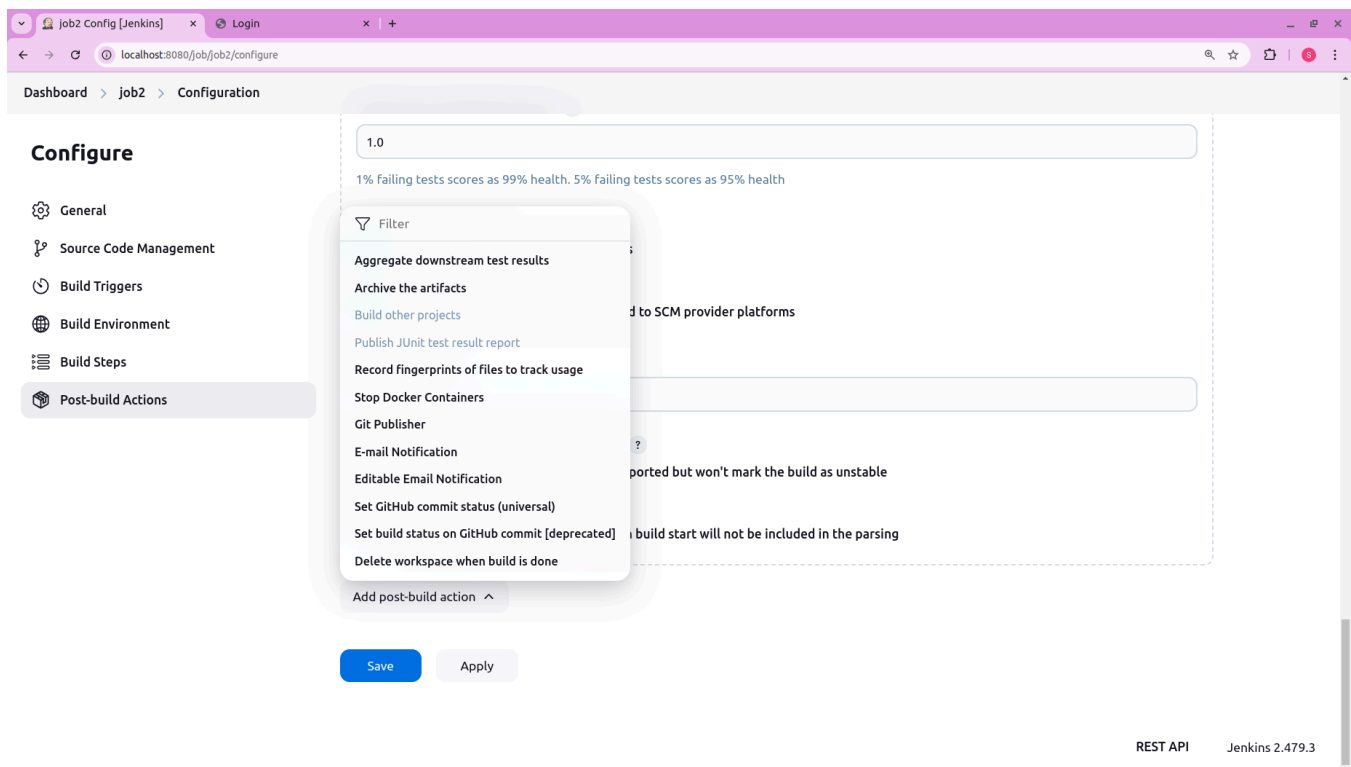 job2 Config [Jenkins]
Login
localhost:8080/job/job2/configure
S
Dashboard > job2 > Configuration
Configure
General
Source Code Management
Build Triggers
Build Environment
Build Steps
Post-build Actions
1.0
1% failing tests scores as 99% health. 5% failing tests scores as 95% health
Filter
Aggregate downstream test results
Archive the artifacts
Build other projects
d to SCM provider platforms
Publish JUnit test result report
Record fingerprints of files to track usage
Stop Docker Containers
Git Publisher
?
E-mail Notification
ported but won't mark the build as unstable
Editable Email Notification
Set GitHub commit status (universal)
Set build status on GitHub commit [deprecated]
build start will not be included in the parsing
Delete workspace when build is done
Add post-build action
Save
Apply
REST API
Jenkins 2.479.3